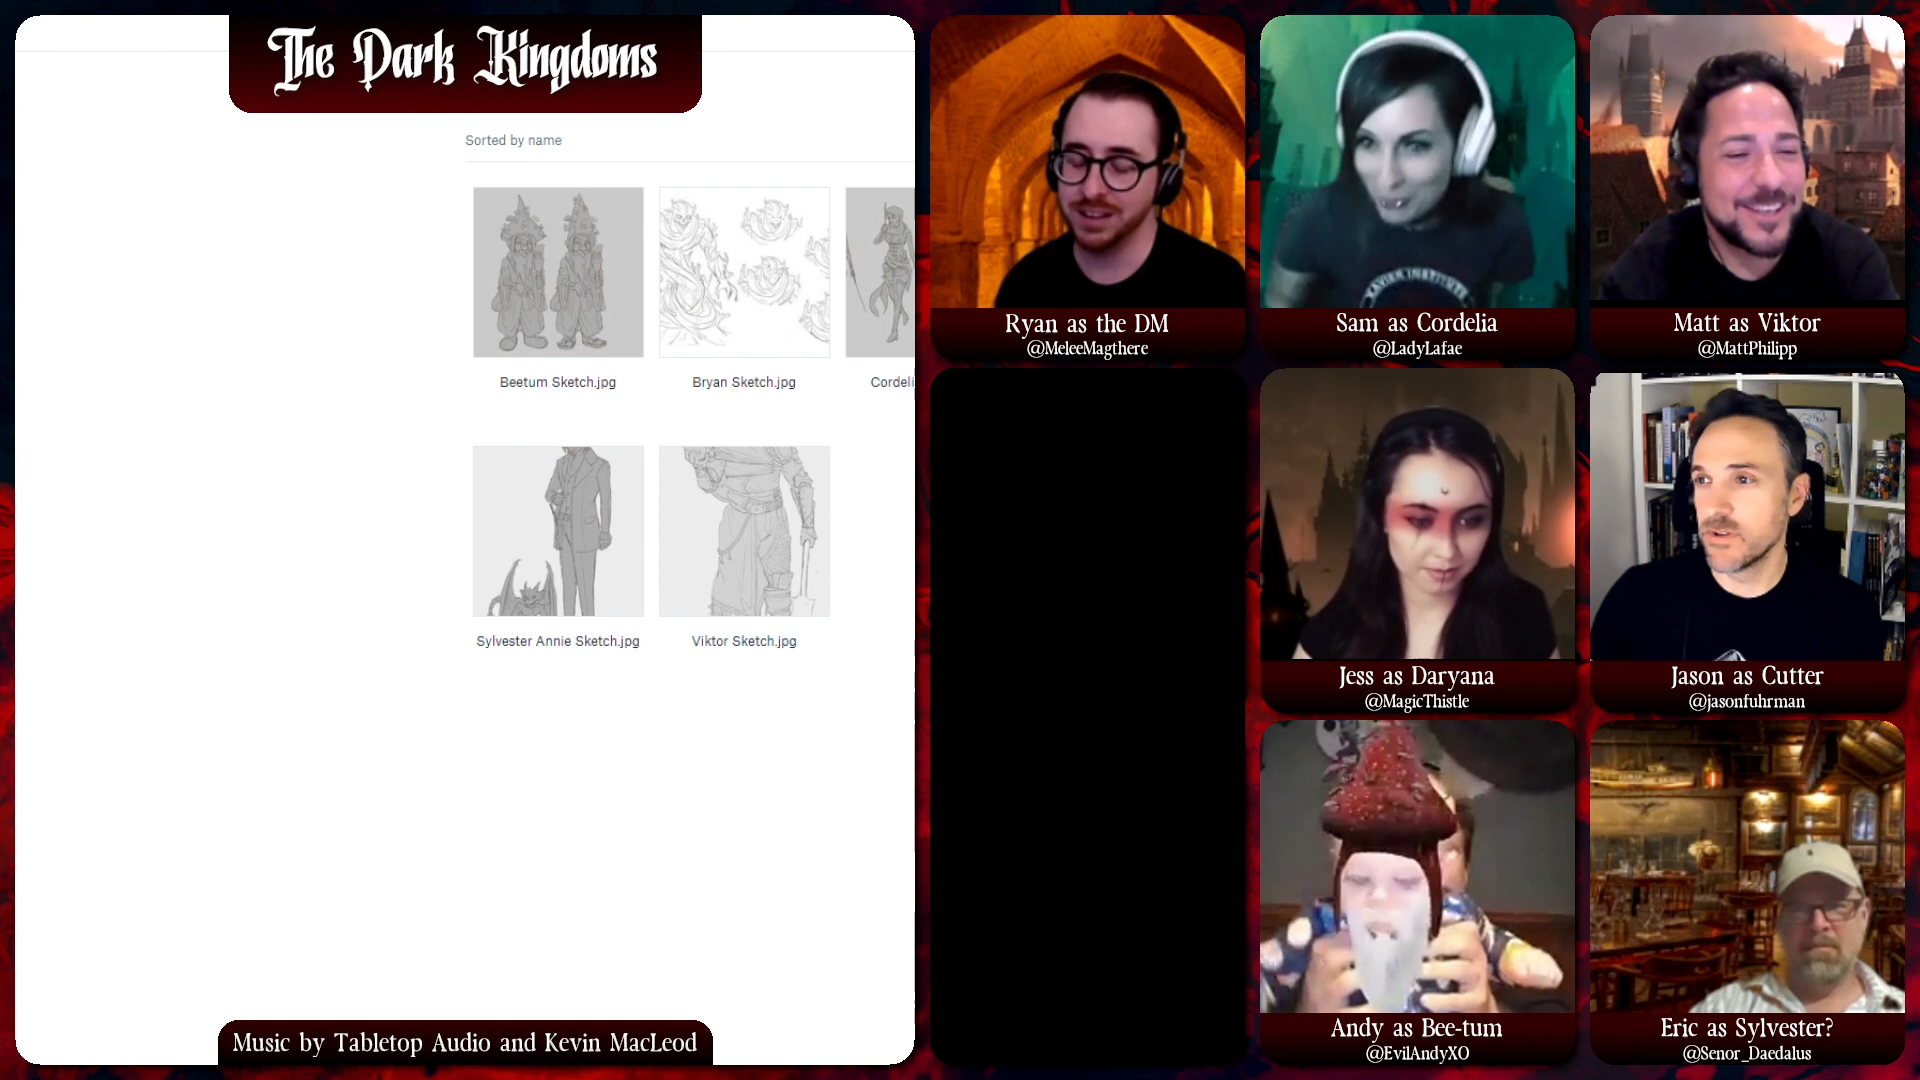 The Dark Kingdoms
Sorted by name
Beetum Sketch.jpg
Bryan Sketch.jpg
Cordeli
Sylvester Annie Sketch.jpg
Viktor Sketch.jpg
Music by Tabletop Audio and Kevin MacLeod
Ryan as the DM
@MeleeMagthere
XAVIER INSTITUTE
Sam as Cordelia
@LadyLafae
Matt as Viktor
@MattPhilipp
Jess as Daryana
@MagicThistle
Jason as Cutter
@jasonfuhrman
Andy as Bee-tum
@EvilAndyXO
Eric as Sylvester?
@Senor_Daedalus